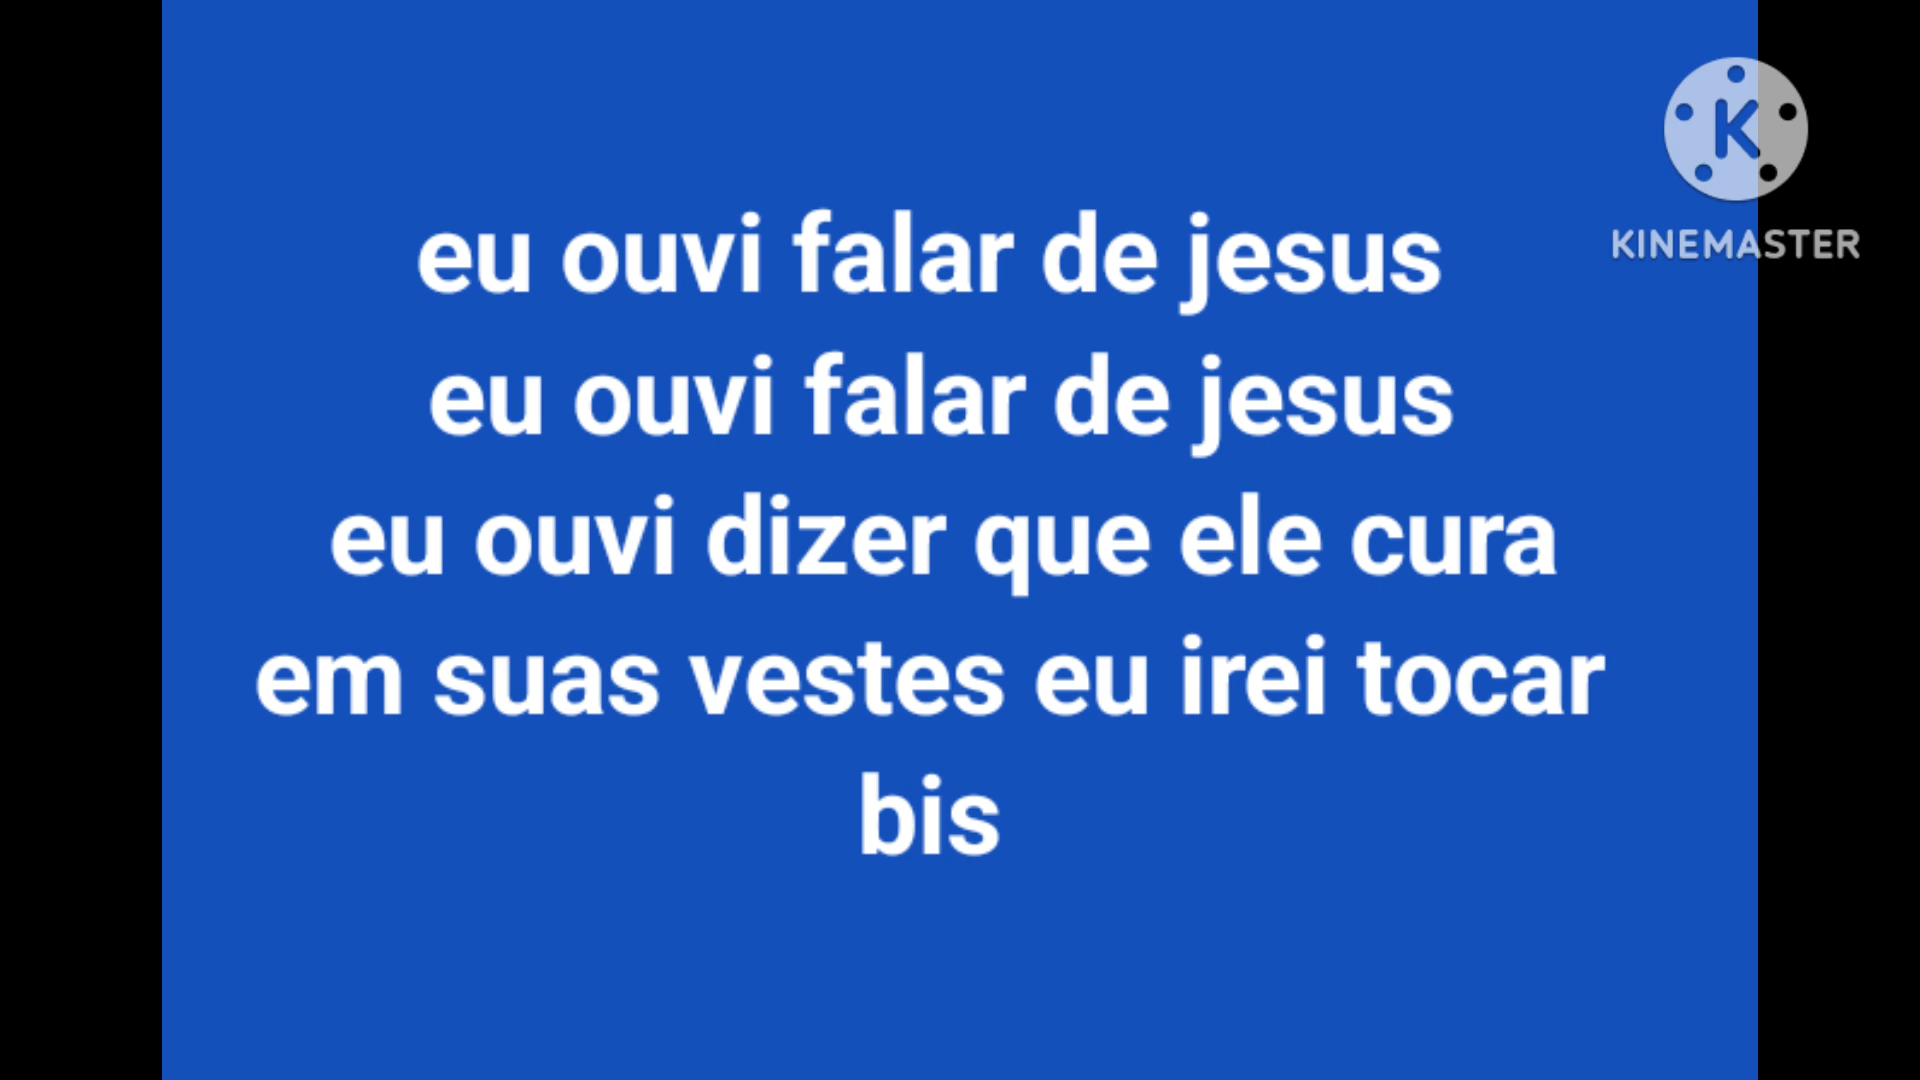 eu ouvi falar de jesus
eu ouvi falar de jesus
eu ouvi dizer que ele cura
em suas vestes eu irei tocar
bis
K
KINEMASTER